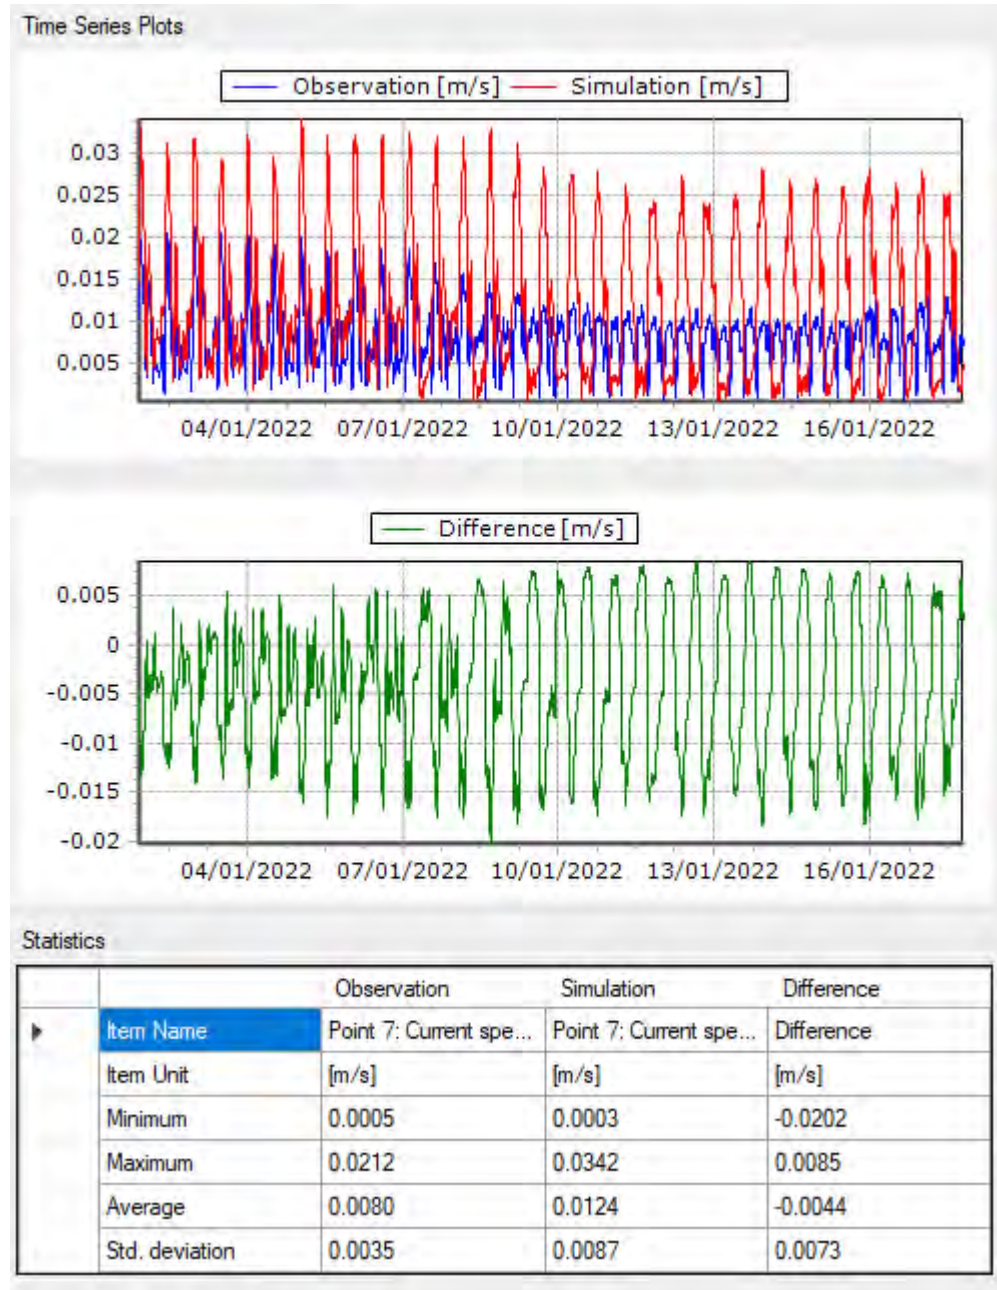 Time Series Plots
Observation [m/s] Simulation [m/s]
0.03
0.025
0.02
0.015
0.01
0.005
04/01/2022 07/01/2022 10/01/2022 13/01/2022 16/01/2022
Difference [m/s]
0.005
0
-0.005
-0.01
-0.015
-0.02
04/01/2022 07/01/2022 10/01/2022 13/01/2022 16/01/2022
Statistics
Observation Simulation Difference
Item Name Point 7: Current spe... Point 7: Current spe... Difference
Item Unit [m/s] [m/s] [m/s]
Minimum 0.0005 0.0003 -0.0202
Maximum 0.0212 0.0342 0.0085
Average 0.0080 0.0124 -0.0044
Std. deviation 0.0035 0.0087 0.0073